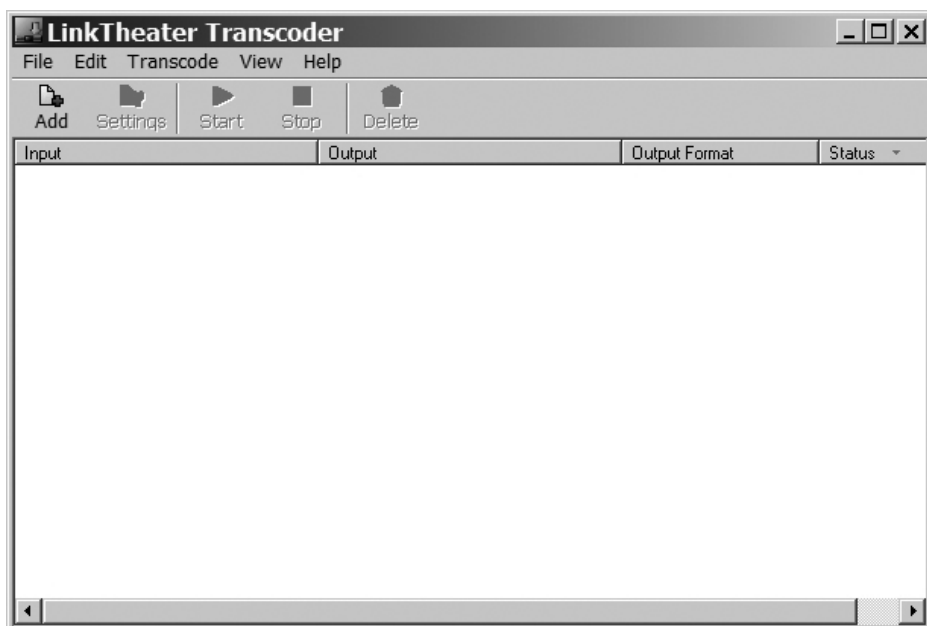 LinkTheater Transcoder
File Edit Transcode View Help
Add Settings Start Stop Delete
Input Output Output Format Status